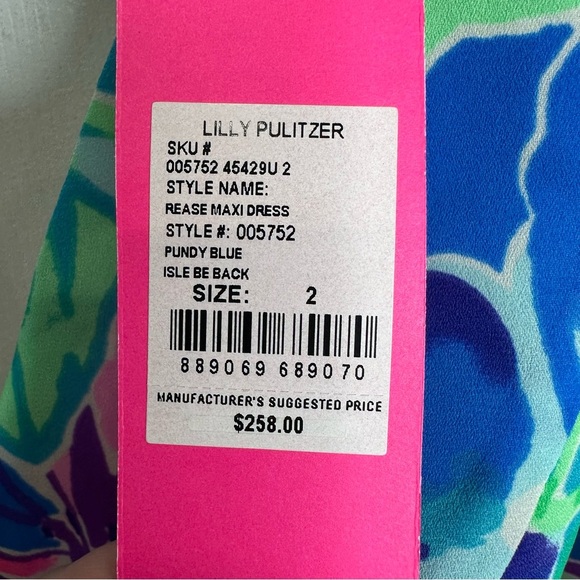 LILLY PULITZER
SKU #
005752 45429U 2
STYLE NAME:
REASE MAXI DRESS
STYLE #: 005752
PUNDY BLUE
ISLE BE BACK
SIZE: 2
889069 689070
MANUFACTURER'S SUGGESTED PRICE
$258.00